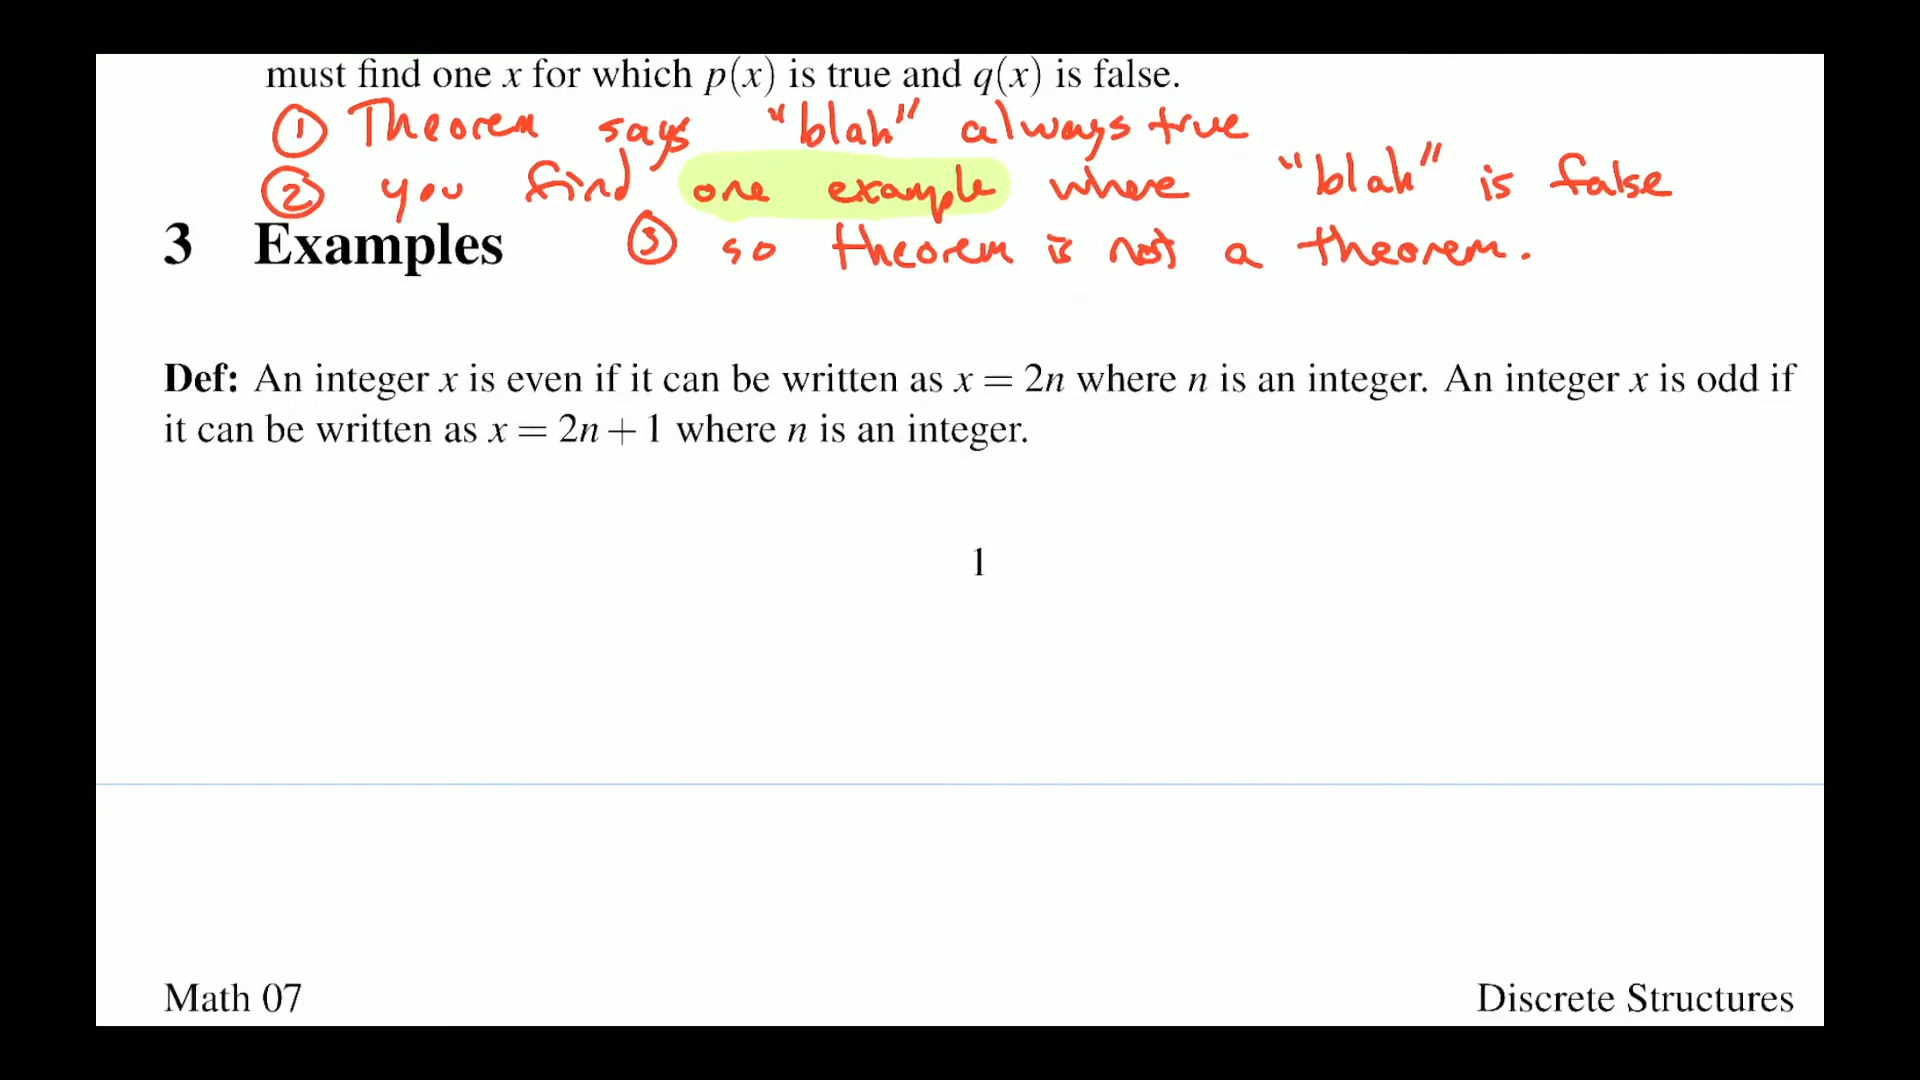 must find one x for which p(x) is true and q(x) is false.
① Theorem says "blah" always true
② you find one example where "blah" is false
3 Examples
③ so theorem is not a theorem.
Def: An integer x is even if it can be written as x = 2n where n is an integer. An integer x is odd if
it can be written as x = 2n + 1 where n is an integer.
1
Math 07 Discrete Structures